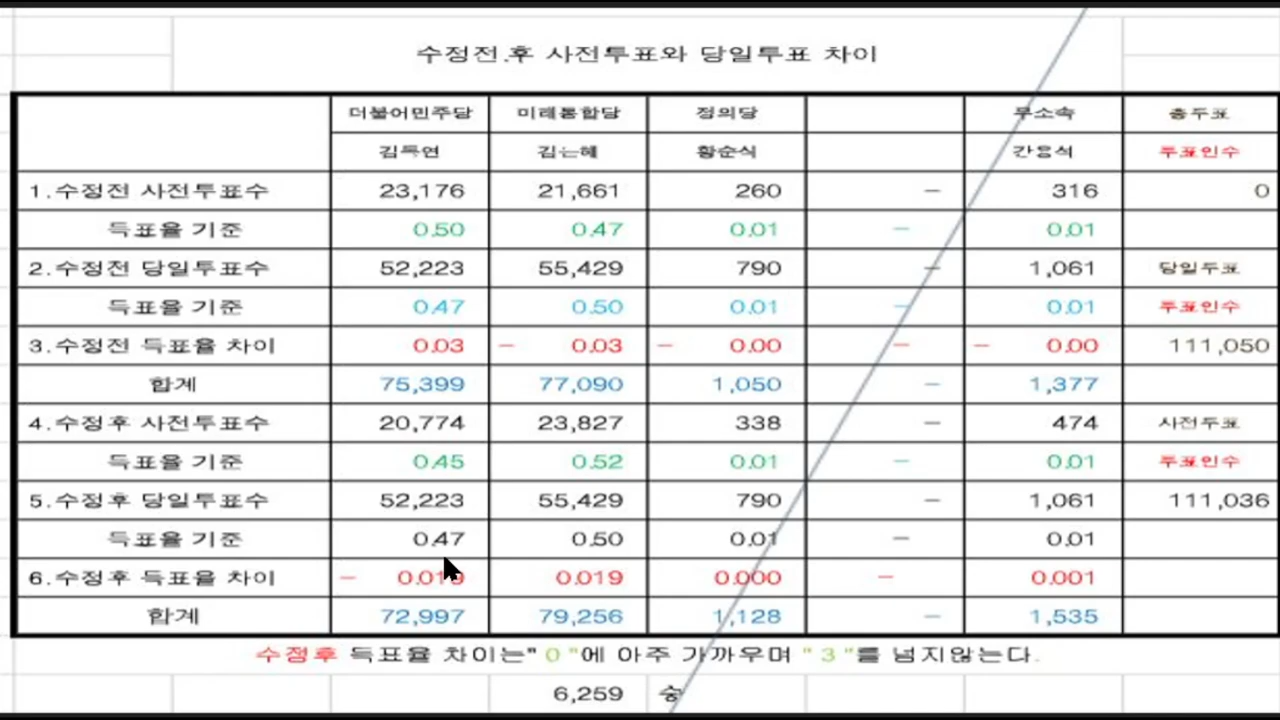 수정전.후 사전투표와 당일투표 차이
더불어민주당 미래통합당 정의당 무소속 총두표
김득연 김은혜 황순식 간용석 투표인수
1.수정전 사전투표수 23,176 21,661 260 - 316 0
득표율 기준 0.50 0.47 0.01 - 0.01
2.수정전 당일투표수 52,223 55,429 790 - 1,061 당일투표
득표율 기준 0.47 0.50 0.01 - 0.01 투표인수
3.수정전 득표율 차이 0.03 - 0.03 - 0.00 - - 0.00 111,050
합계 75,399 77,090 1,050 - 1,377
4.수정후 사전투표수 20,774 23,827 338 - 474 사전투표
득표율 기준 0.45 0.52 0.01 - 0.01 투표인수
5.수정후 당일투표수 52,223 55,429 790 - 1,061 111,036
득표율 기준 0.47 0.50 0.01 - 0.01
6.수정후 득표율 차이 - 0.019 0.019 0.000 - 0.001
합계 72,997 79,256 1,128 - 1,535
수정후 득표율 차이는" 0 "에 아주 가까우며 " 3 "를 넘지않는다.
6,259 승